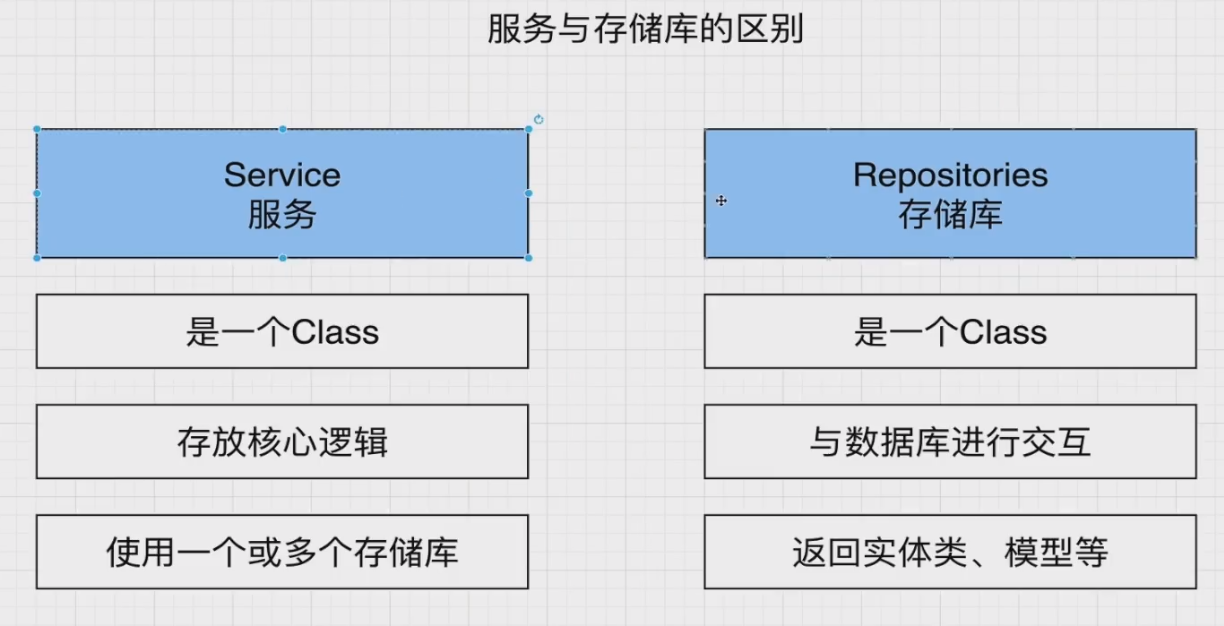 服务与存储库的区别
Service
服务
Repositories
存储库
是一个Class
是一个Class
存放核心逻辑
与数据库进行交互
使用一个或多个存储库
返回实体类、模型等